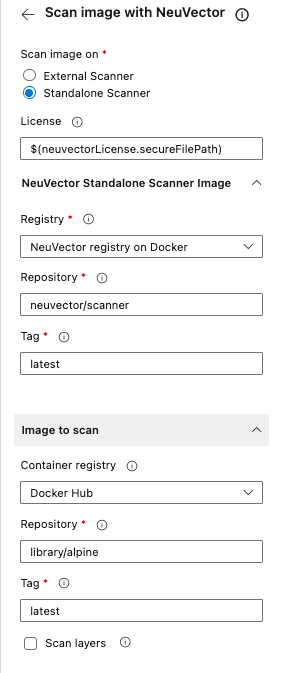 Scan image with NeuVector
Scan image on *
External Scanner
Standalone Scanner
License
$(neuvectorLicense.secureFilePath)
NeuVector Standalone Scanner Image
Registry *
NeuVector registry on Docker
Repository *
neuvector/scanner
Tag *
latest
Image to scan
Container registry
Docker Hub
Repository *
library/alpine
Tag *
latest
Scan layers